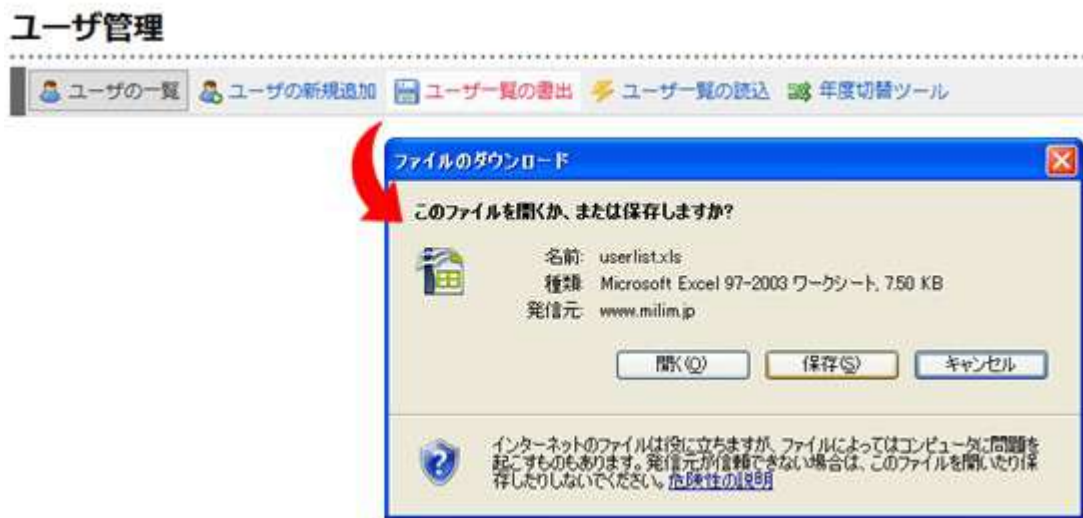 ユーザ管理
ユーザの一覧 ユーザの新規追加 ユーザ一覧の書出 ユーザ一覧の読込 年度切替ツール
ファイルのダウンロード
このファイルを開くか、または保存しますか?
名前: userlist.xls
種類: Microsoft Excel 97-2003 ワークシート, 7.50 KB
発信元: www.milim.jp
開く(O) 保存(S) キャンセル
インターネットのファイルは役に立ちますが、ファイルによってはコンピュータに問題を
起こすものもあります。発信元が信頼できない場合は、このファイルを開いたり保
存したりしないでください。危険性の説明